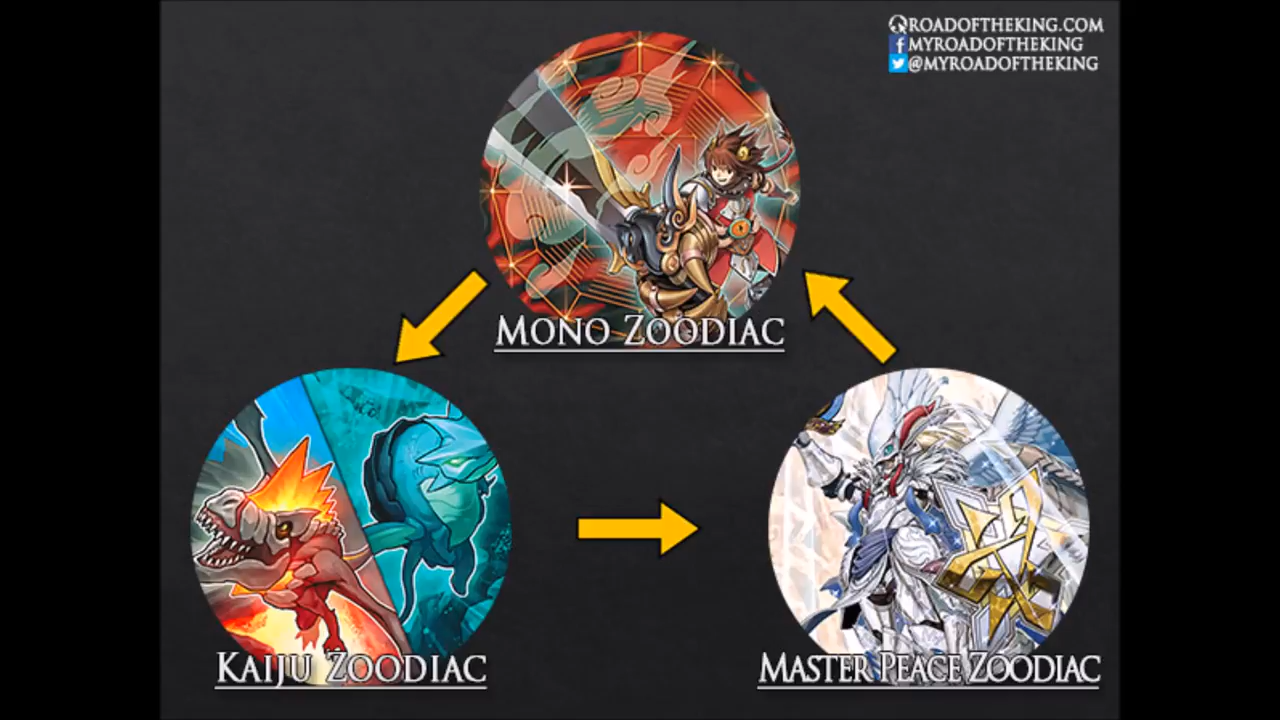 ROADOFTHEKING.COM
MYROADOFTHEKING
@MYROADOFTHEKING
MONO ZOODIAC
KAIJU ZOODIAC
MASTER PEACE ZOODIAC